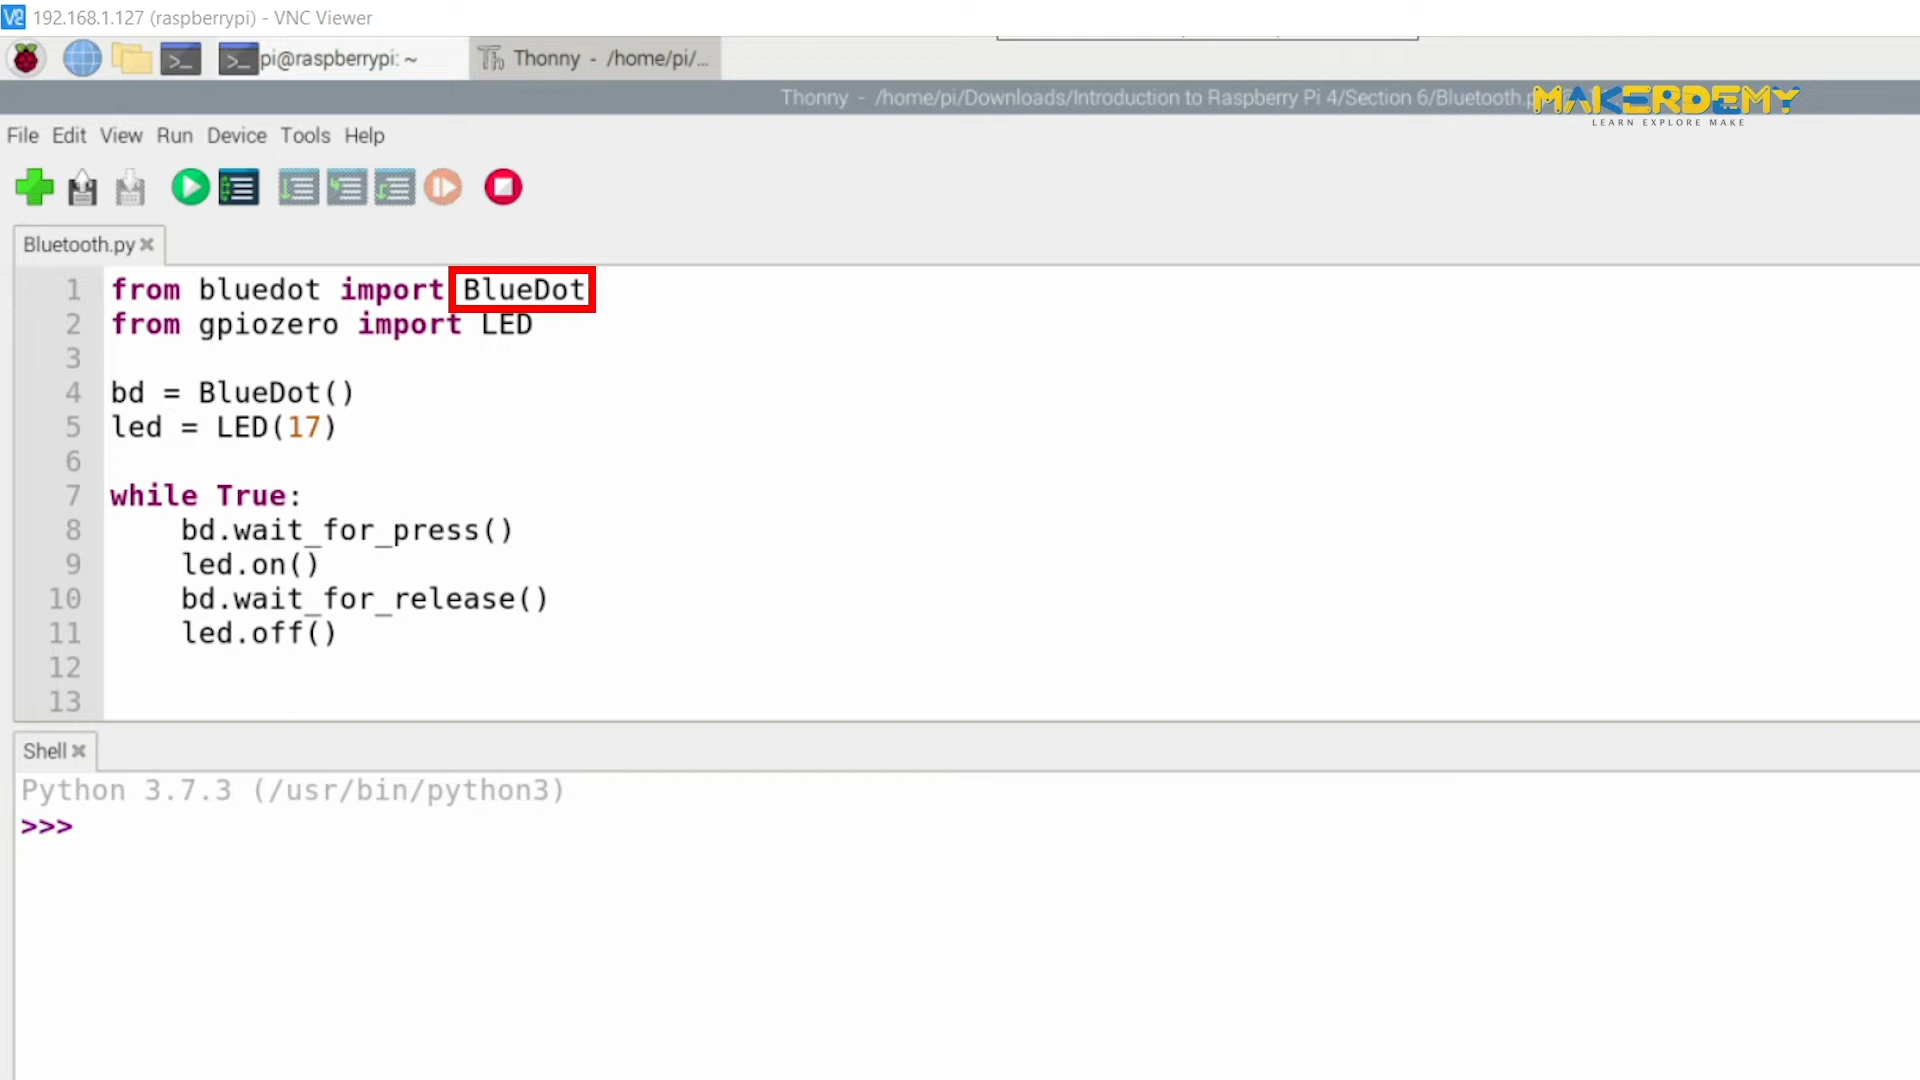 192.168.1.127 (raspberrypi) - VNC Viewer
pi@raspberrypi: ~
Thonny - /home/pi/...
Thonny - /home/pi/Downloads/Introduction to Raspberry Pi 4/Section 6/Bluetooth.p
MAKERDEMY
LEARN EXPLORE MAKE
File Edit View Run Device Tools Help
Bluetooth.py
1 from bluedot import BlueDot
2 from gpiozero import LED
3
4 bd = BlueDot()
5 led = LED(17)
6
7 while True:
8 bd.wait_for_press()
9 led.on()
10 bd.wait_for_release()
11 led.off()
12
13
Shell
Python 3.7.3 (/usr/bin/python3)
>>>